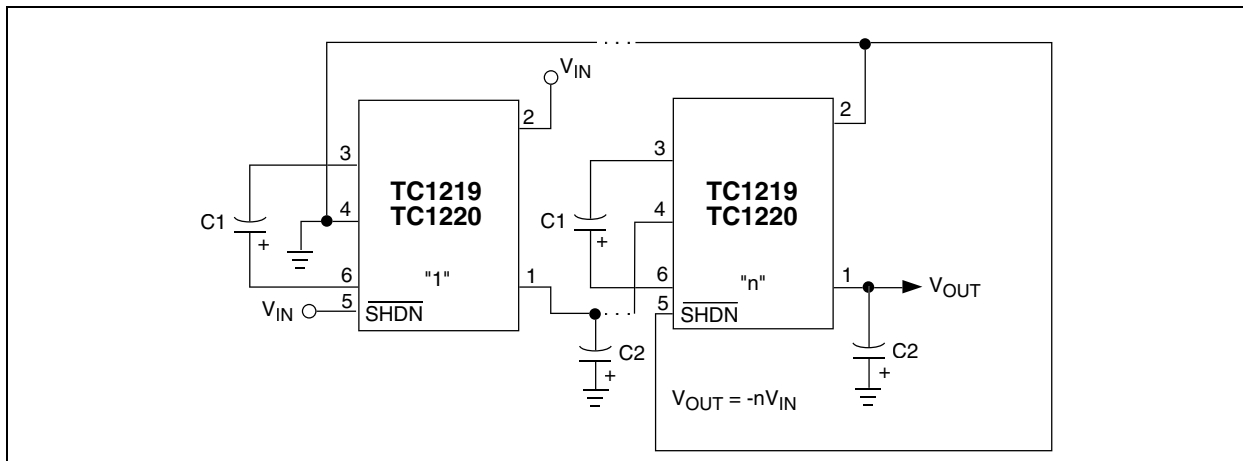 . . .
V_IN
2
2
3
3
TC1219
TC1220
TC1219
TC1220
4
4
C1
+
C1
+
6
"1"
1
6
"n"
1
V_OUT
V_IN
5
SHDN
. . .
5
SHDN
C2
+
C2
+
V_OUT = -nV_IN